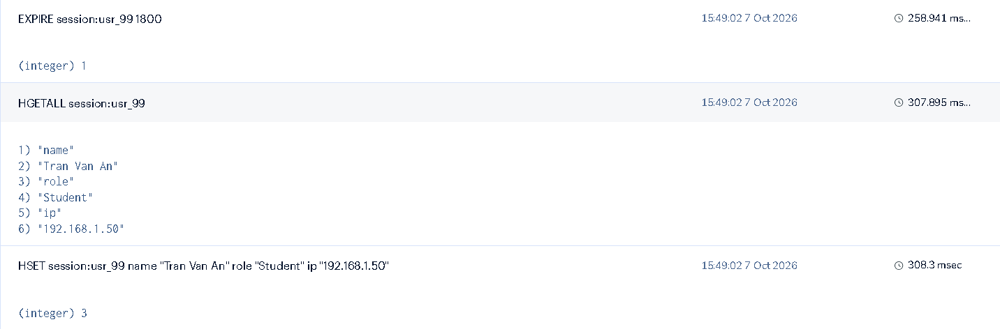 EXPIRE session:usr_99 1800 15:49:02 7 Oct 2026 258.941 ms...
(integer) 1
HGETALL session:usr_99 15:49:02 7 Oct 2026 307.895 ms...
1) "name"
2) "Tran Van An"
3) "role"
4) "Student"
5) "ip"
6) "192.168.1.50"
HSET session:usr_99 name "Tran Van An" role "Student" ip "192.168.1.50" 15:49:02 7 Oct 2026 308.3 msec
(integer) 3